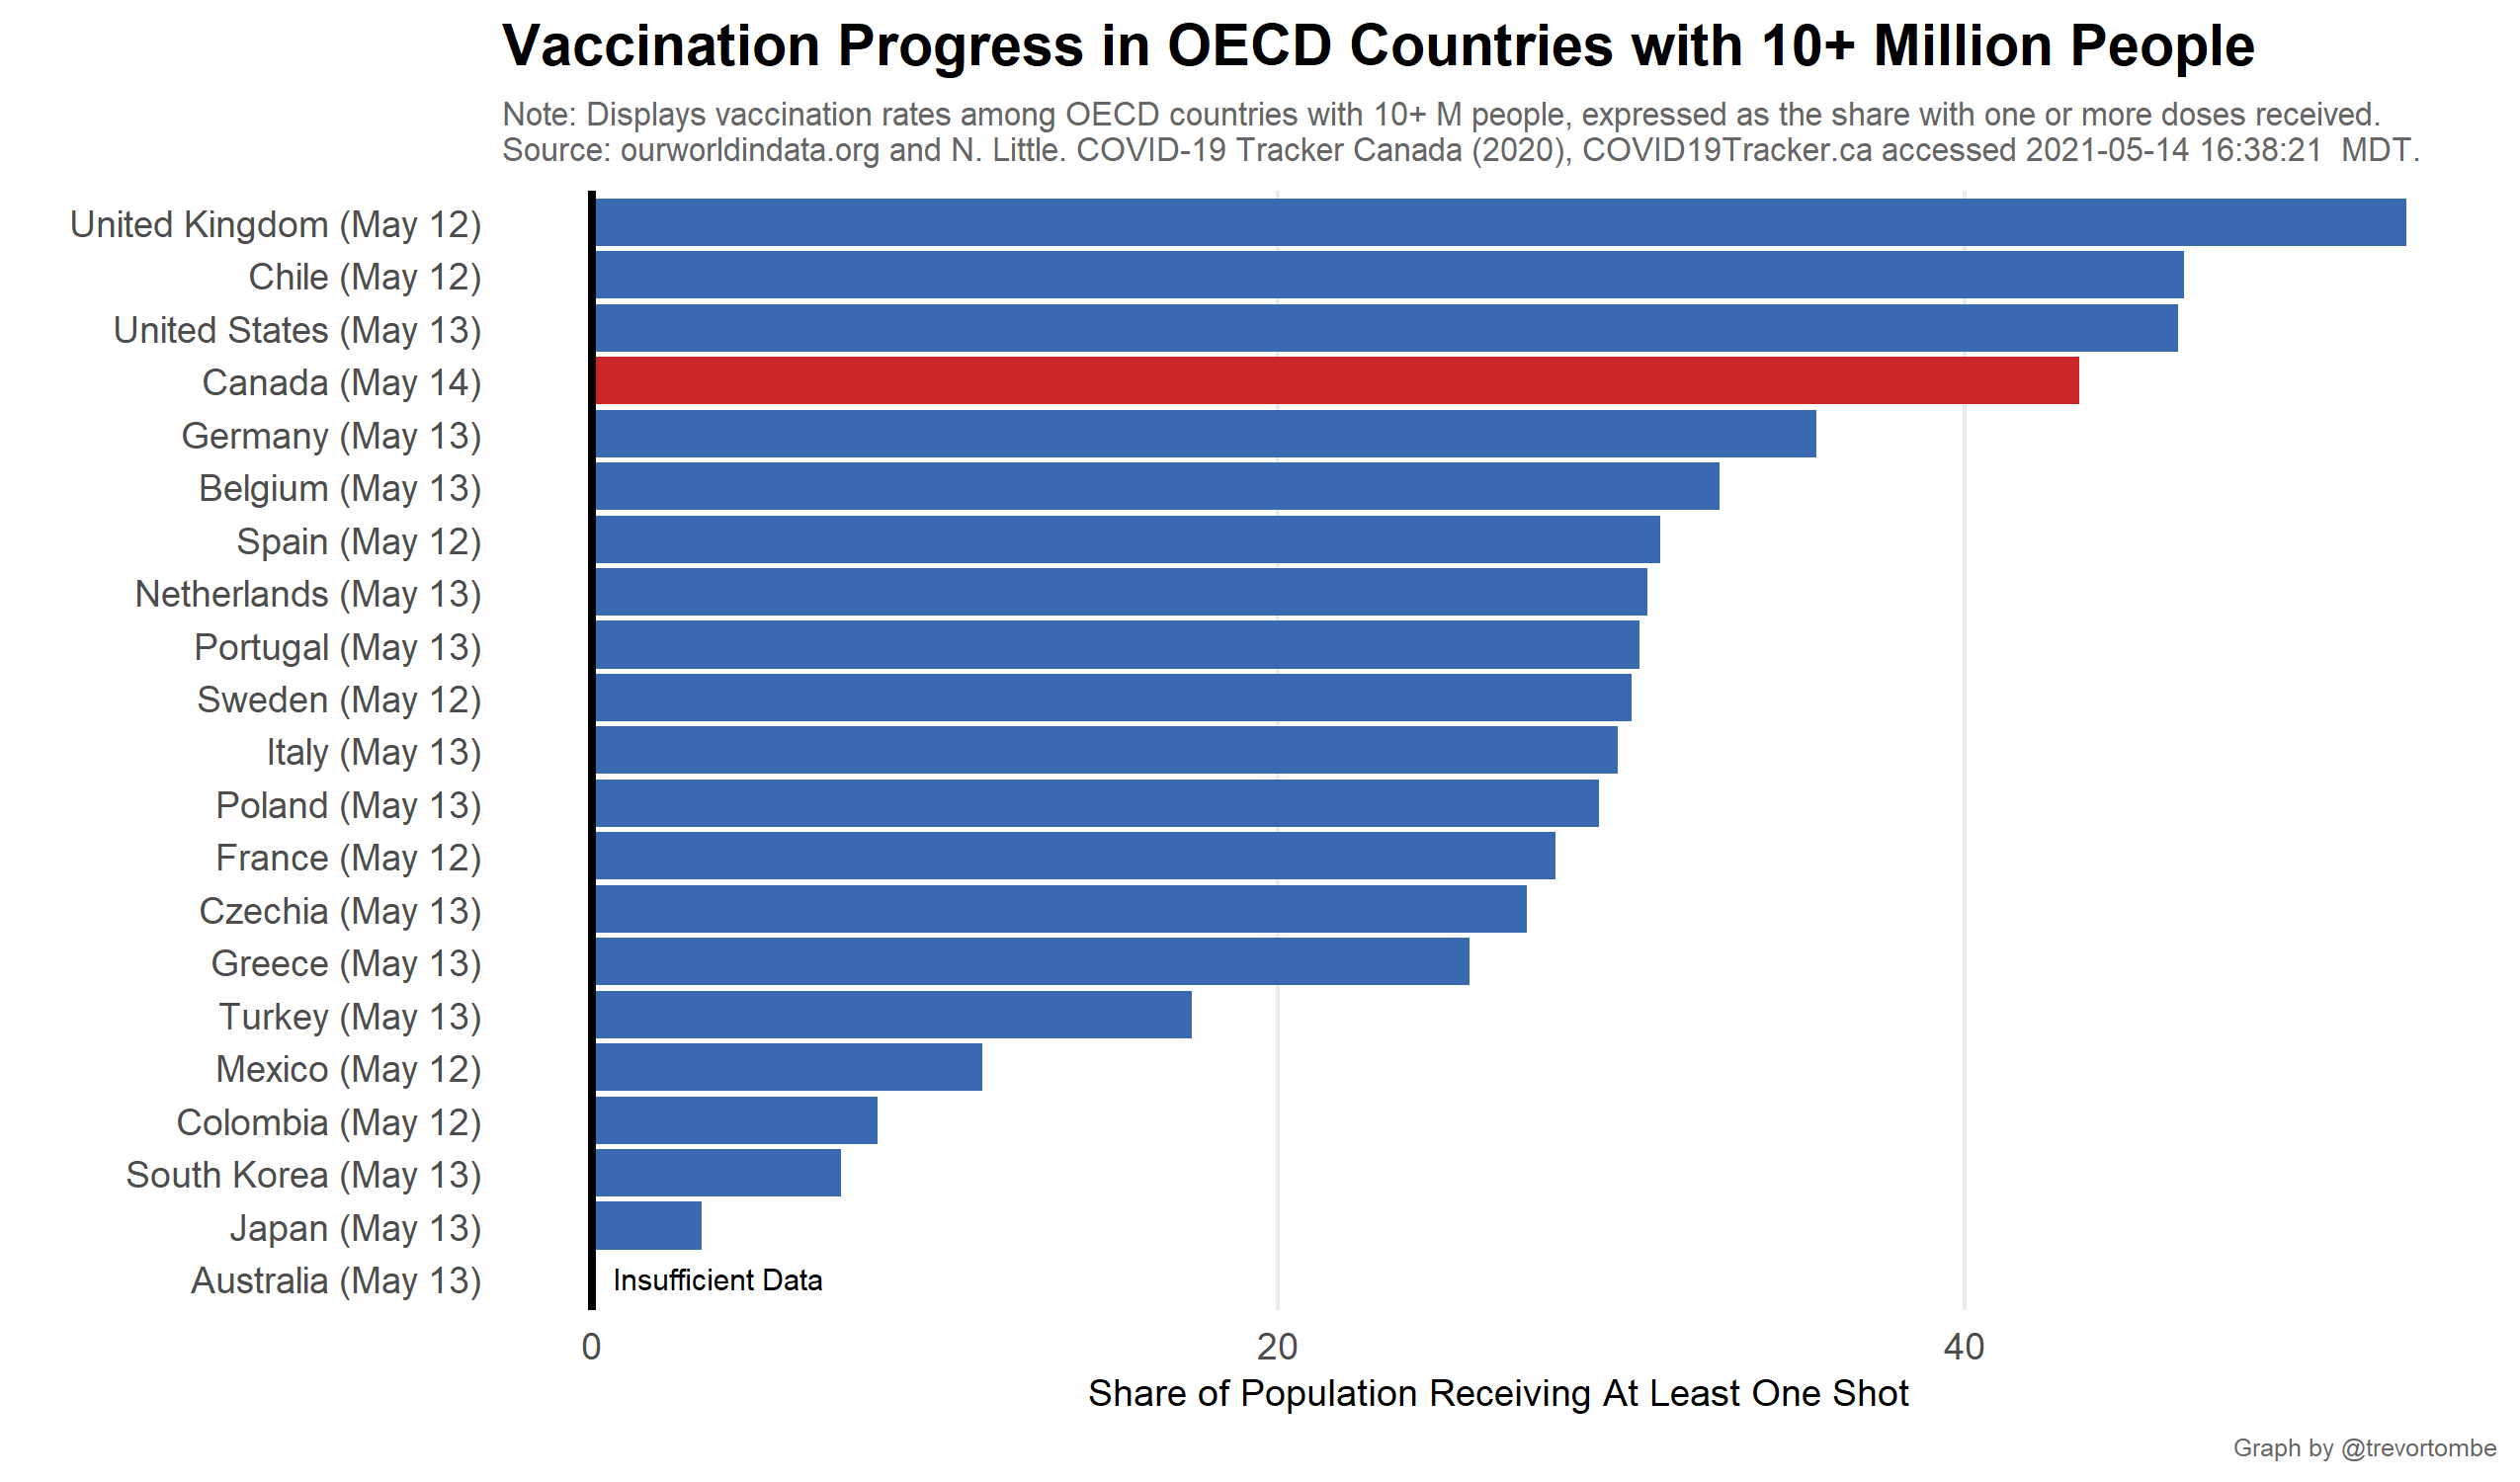 Vaccination Progress in OECD Countries with 10+ Million People
Note: Displays vaccination rates among OECD countries with 10+ M people, expressed as the share with one or more doses received.
Source: ourworldindata.org and N. Little. COVID-19 Tracker Canada (2020), COVID19Tracker.ca accessed 2021-05-14 16:38:21  MDT.
United Kingdom (May 12)
Chile (May 12)
United States (May 13)
Canada (May 14)
Germany (May 13)
Belgium (May 13)
Spain (May 12)
Netherlands (May 13)
Portugal (May 13)
Sweden (May 12)
Italy (May 13)
Poland (May 13)
France (May 12)
Czechia (May 13)
Greece (May 13)
Turkey (May 13)
Mexico (May 12)
Colombia (May 12)
South Korea (May 13)
Japan (May 13)
Australia (May 13) Insufficient Data
0 20 40
Share of Population Receiving At Least One Shot
Graph by @trevortombe